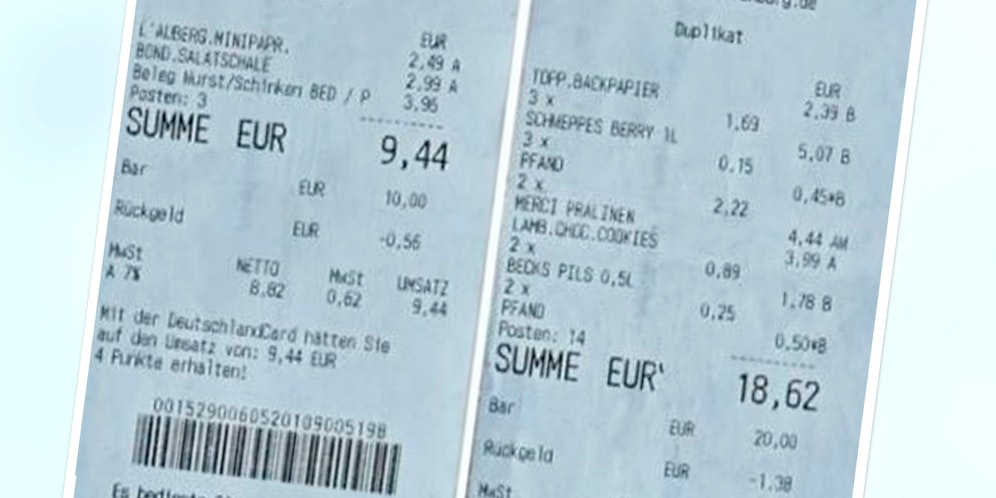 L'ALBERG.MINIPAPR.
EUR
BOND.SALATSCHALE 2,49 A
2,99 A
Beleg Wurst/Schinken BED / P 3,96
Posten: 3
SUMME EUR 9,44
Bar EUR 10,00
Rückgeld EUR -0,56
MwSt NETTO MwSt UMSATZ
A 7% 8,82 0,62 9,44
Mit der DeutschlandCard hätten Sie
auf den Umsatz von: 9,44 EUR
4 Punkte erhalten!
0015290060520109005198
Duplikat
EUR
TOPP.BACKPAPIER 2,39 B
3 x 1,69
SCHWEPPES BERRY 1L 5,07 B
3 x 0,15
PFAND 0,45*B
2 x 2,22
MERCI PRALINEN 4,44 AM
LAMB.CHOC.COOKIES 3,99 A
2 x 0,89
BECKS PILS 0,5L 1,78 B
2 x 0,25
PFAND 0,50*B
Posten: 14
SUMME EUR 18,62
Bar EUR 20,00
Rückgeld EUR -1,38
MwSt